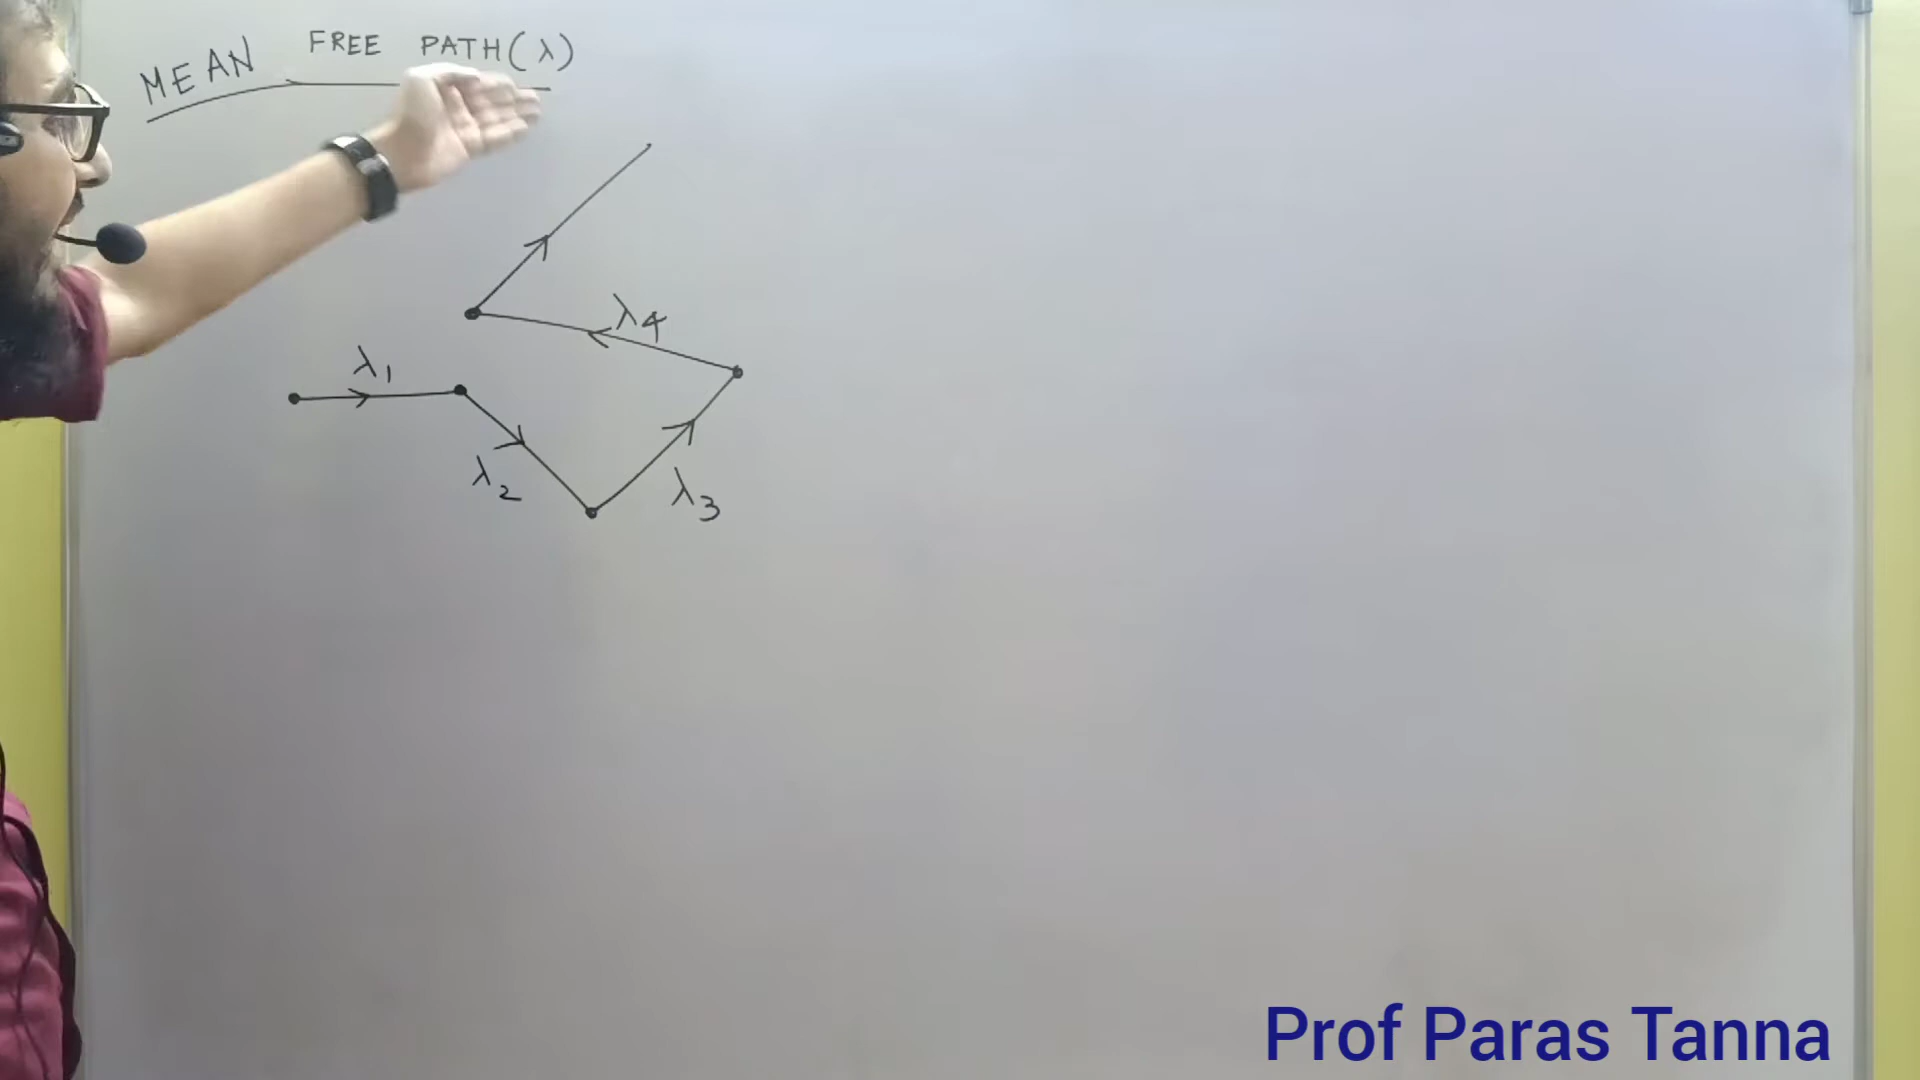 MEAN FREE PATH(λ)
λ4
λ1
λ2
λ3
Prof Paras Tanna